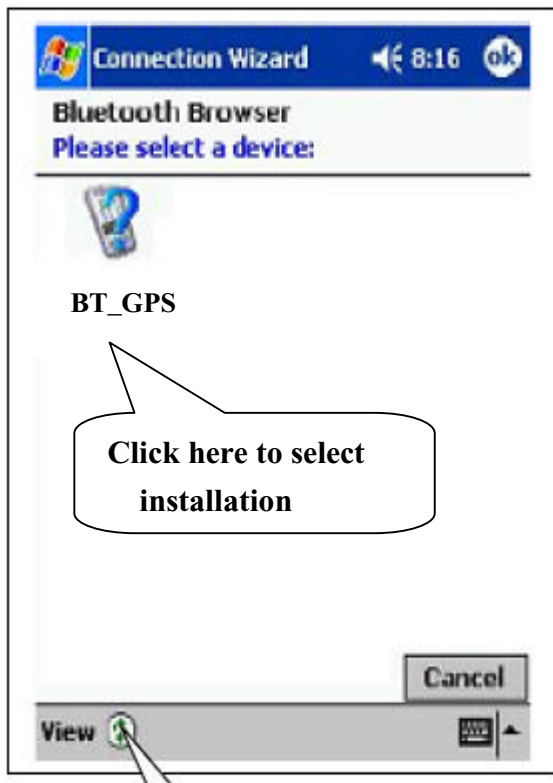 Connection Wizard 8:16 ok
Bluetooth Browser
Please select a device:
BT_GPS
Click here to select
installation
Cancel
View